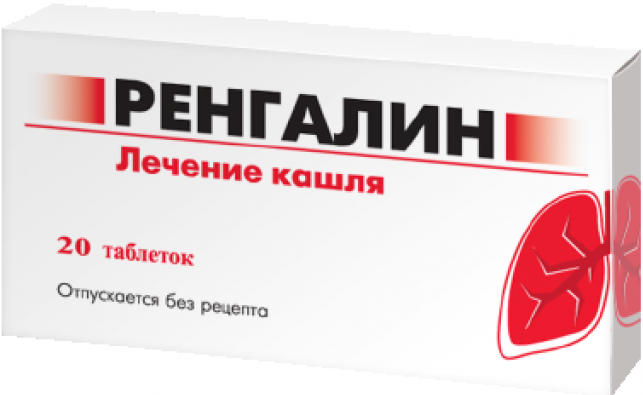 РЕНГАЛИН
Лечение кашля
20 таблеток
Отпускается без рецепта